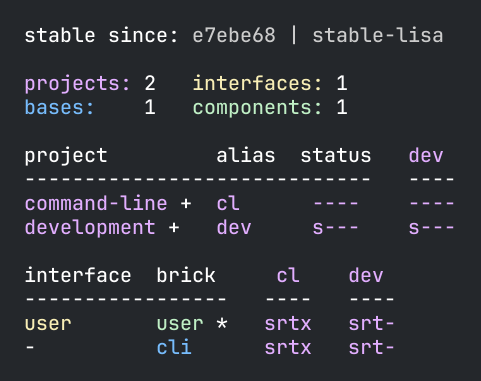 stable since: e7ebe68 | stable-lisa
projects: 2   interfaces: 1
bases:    1   components: 1
project         alias  status   dev
-----------------------------   ----
command-line +  cl      ----    ----
development +   dev     s---    s---
interface  brick     cl    dev
-----------------   ----   ----
user       user *   srtx   srt-
-          cli      srtx   srt-